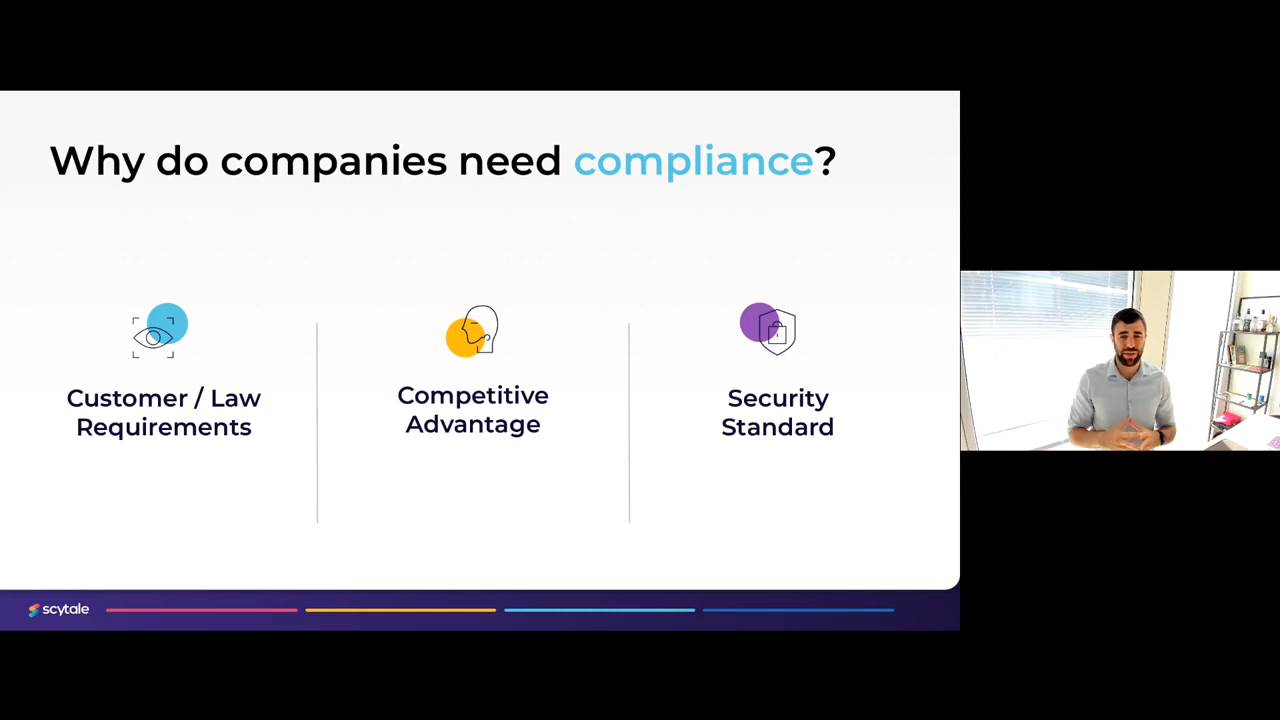 Why do companies need compliance?
Customer / Law
Requirements
Competitive
Advantage
Security
Standard
scytale